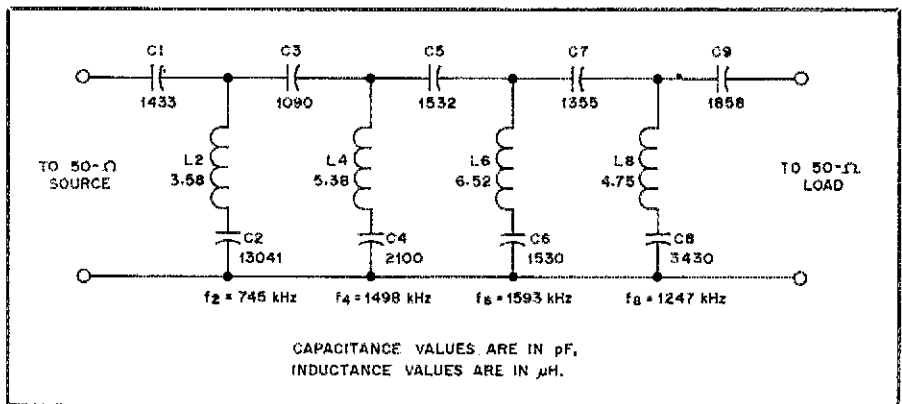 C1
C3
C5
C7
C9
1433
1090
1532
1355
1858
TO 50-Ω
SOURCE
L2
3.58
L4
5.38
L6
6.52
L8
4.75
TO 50-Ω
LOAD
C2
13041
C4
2100
C6
1530
C8
3430
f2 = 745 kHz
f4 = 1498 kHz
f6 = 1593 kHz
f8 = 1247 kHz
CAPACITANCE VALUES ARE IN pF,
INDUCTANCE VALUES ARE IN µH.